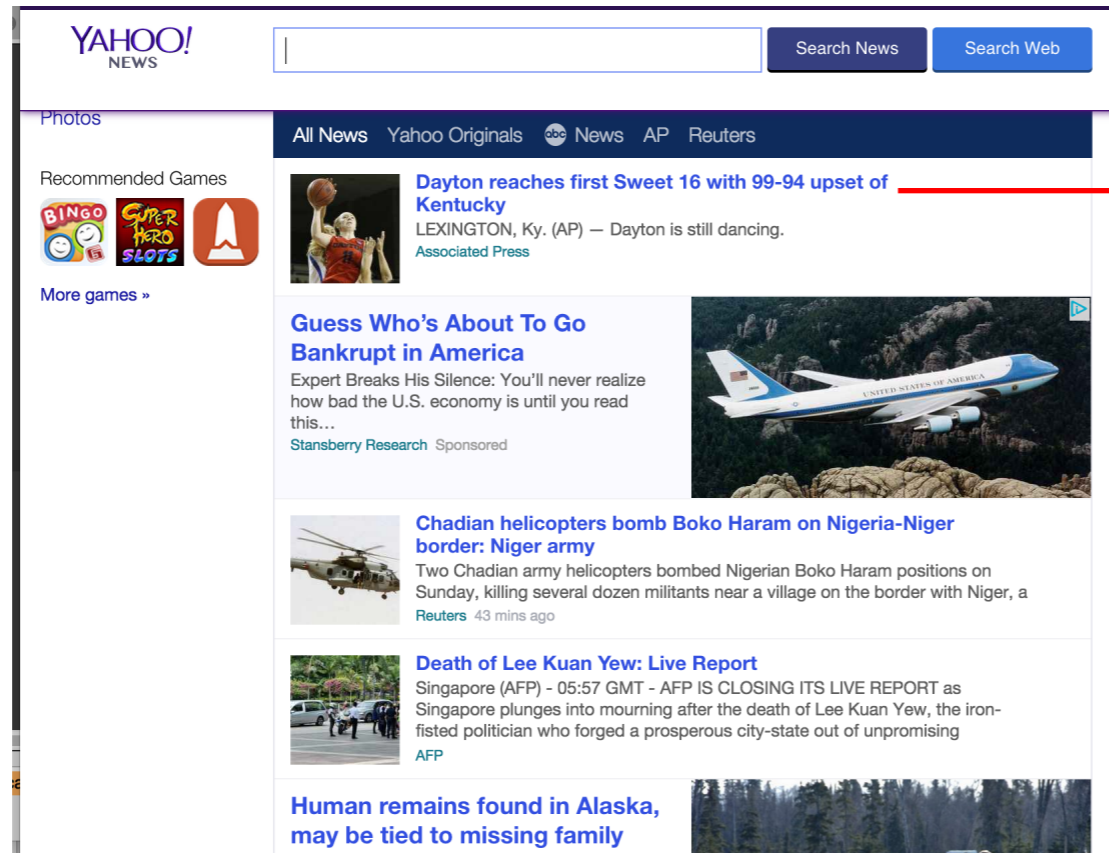 YAHOO!
NEWS
Search News
Search Web
Photos
All News Yahoo Originals abc News AP Reuters
Recommended Games
BINGO
SUPER
HERO
SLOTS
More games »
Dayton reaches first Sweet 16 with 99-94 upset of
Kentucky
LEXINGTON, Ky. (AP) — Dayton is still dancing.
Associated Press
Guess Who's About To Go
Bankrupt in America
Expert Breaks His Silence: You'll never realize
how bad the U.S. economy is until you read
this...
Stansberry Research Sponsored
UNITED STATES OF AMERICA
Chadian helicopters bomb Boko Haram on Nigeria-Niger
border: Niger army
Two Chadian army helicopters bombed Nigerian Boko Haram positions on
Sunday, killing several dozen militants near a village on the border with Niger, a
Reuters 43 mins ago
Death of Lee Kuan Yew: Live Report
Singapore (AFP) - 05:57 GMT - AFP IS CLOSING ITS LIVE REPORT as
Singapore plunges into mourning after the death of Lee Kuan Yew, the iron-
fisted politician who forged a prosperous city-state out of unpromising
AFP
Human remains found in Alaska,
may be tied to missing family